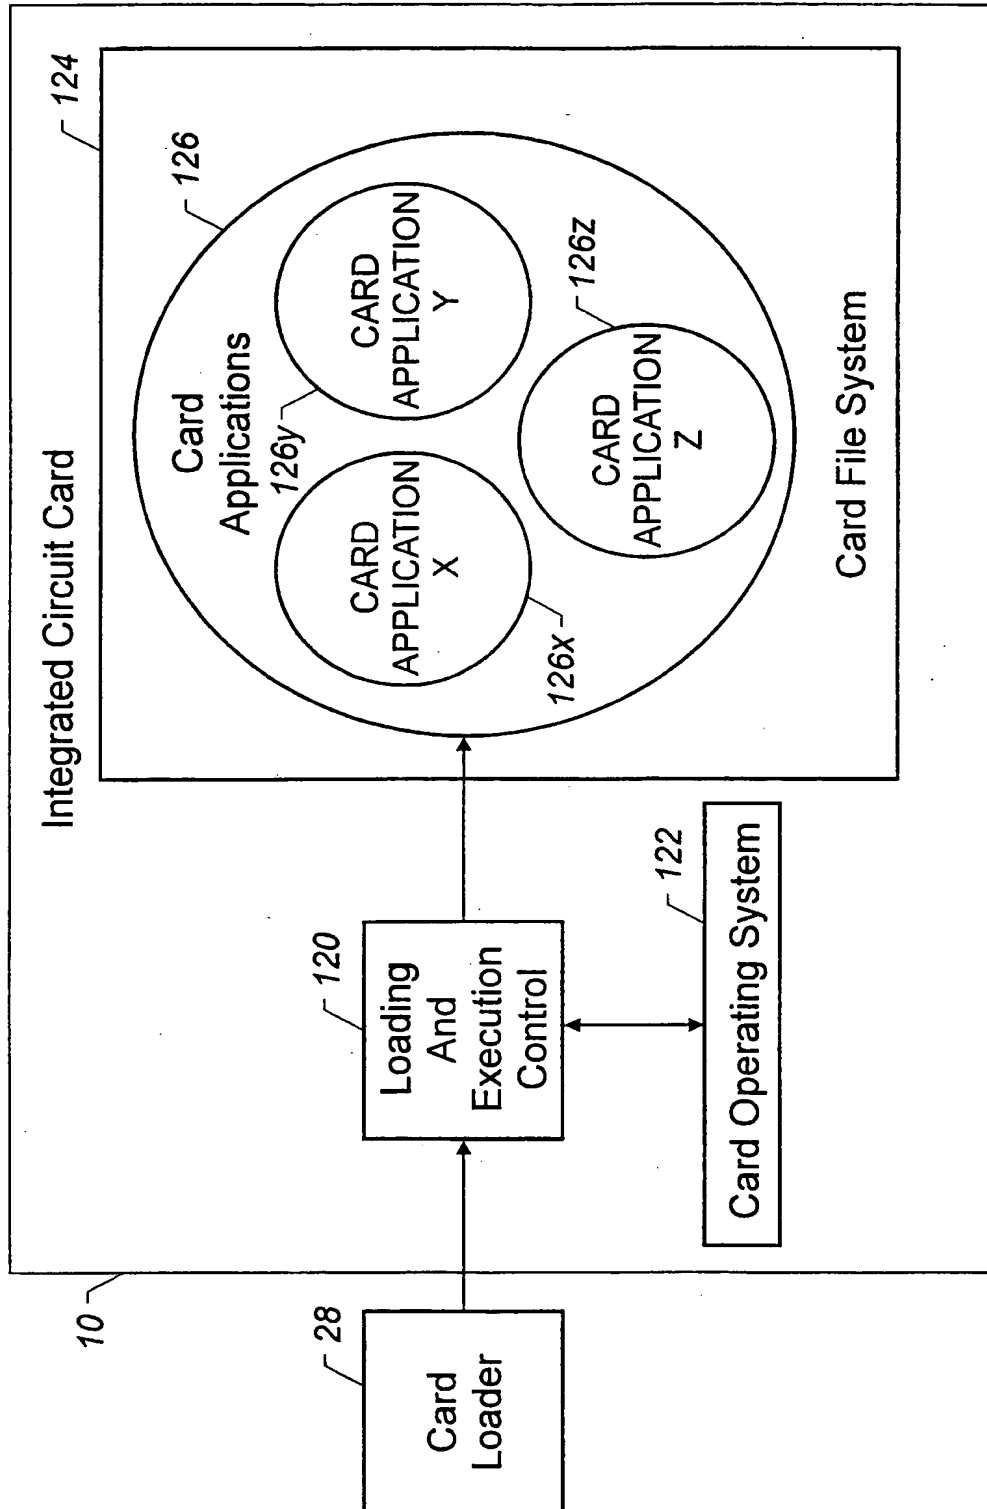 Integrated Circuit Card
10
124
126
Card
Applications
126y
CARD
APPLICATION
Y
CARD
APPLICATION
X
126x
126z
CARD
APPLICATION
Z
Card File System
120
Loading
And
Execution
Control
122
Card Operating System
28
Card
Loader